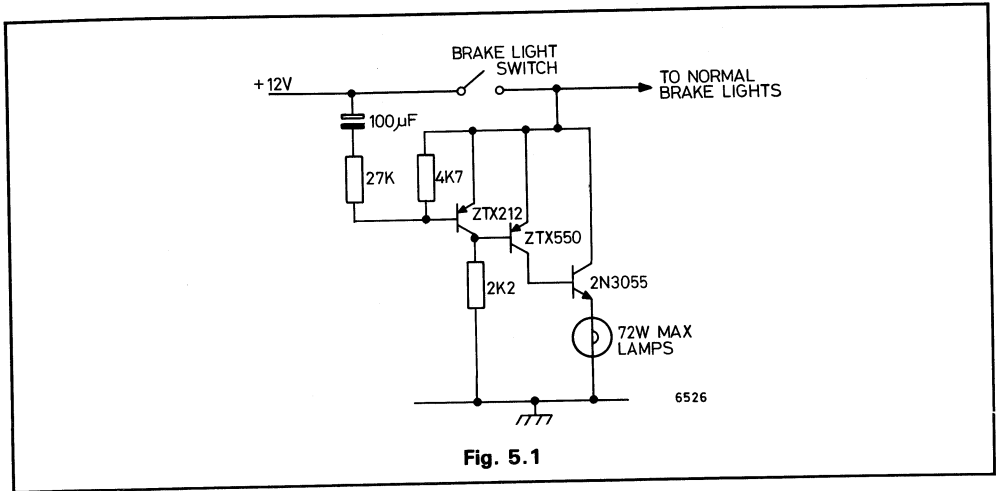 BRAKE LIGHT
SWITCH
+12V
TO NORMAL
BRAKE LIGHTS
100µF
27K
4K7
ZTX212
ZTX550
2K2
2N3055
72W MAX
LAMPS
6526
Fig. 5.1